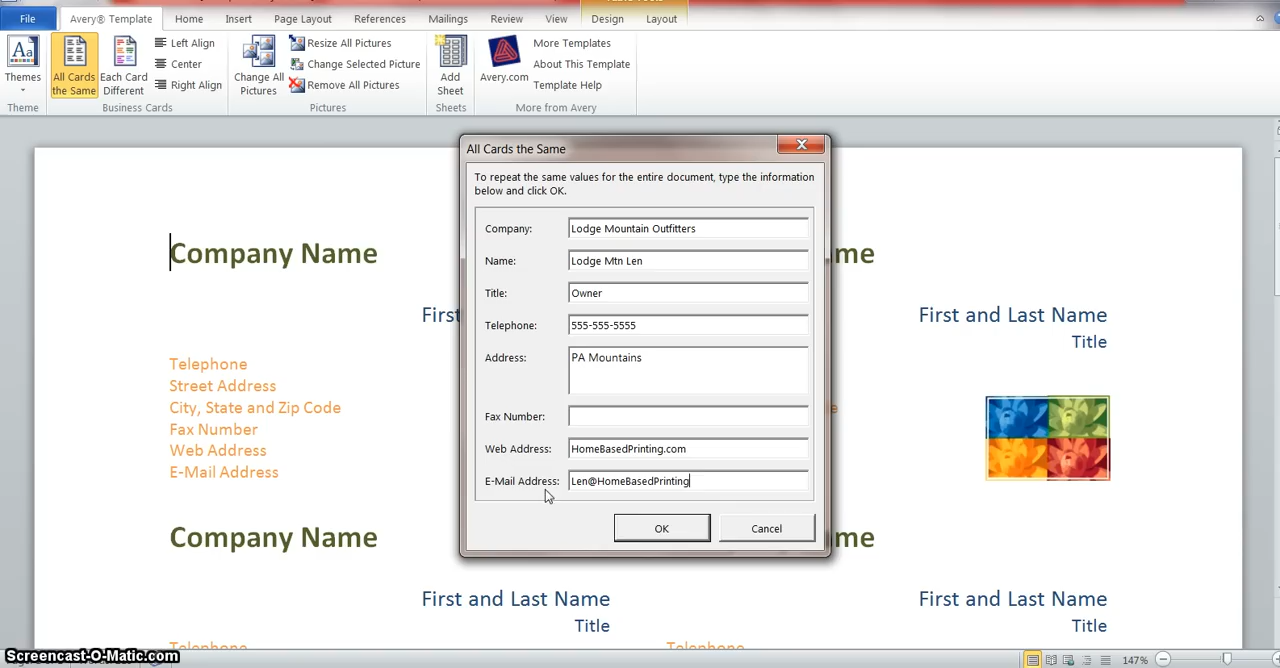 File Avery® Template Home Insert Page Layout References Mailings Review View Design Layout
Themes
All Cards the Same
Each Card Different
Left Align
Center
Right Align
Change All Pictures
Resize All Pictures
Change Selected Picture
Remove All Pictures
Add Sheet
Avery.com
More Templates
About This Template
Template Help
Theme Business Cards Pictures Sheets More from Avery
All Cards the Same
To repeat the same values for the entire document, type the information
below and click OK.
Company: Lodge Mountain Outfitters
Name: Lodge Mtn Len
Title: Owner
Telephone: 555-555-5555
Address: PA Mountains
Fax Number:
Web Address: HomeBasedPrinting.com
E-Mail Address: Len@HomeBasedPrinting
OK Cancel
Company Name me
First First and Last Name
Title
Telephone
Street Address
City, State and Zip Code
Fax Number
Web Address
E-Mail Address
Company Name me
First and Last Name First and Last Name
Title Title
Telephone Telephone
Screencast-O-Matic.com
147%